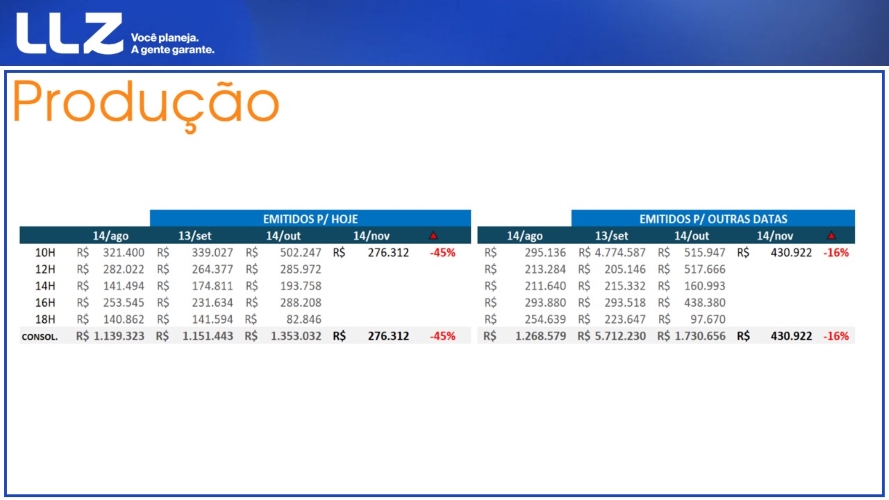 LLZ
Você planeja.
A gente garante.
Produção
EMITIDOS P/ HOJE EMITIDOS P/ OUTRAS DATAS
14/ago 13/set 14/out 14/nov ▲ 14/ago 13/set 14/out 14/nov ▲
10H R$ 321.400 R$ 339.027 R$ 502.247 R$ 276.312 -45% R$ 295.136 R$ 4.774.587 R$ 515.947 R$ 430.922 -16%
12H R$ 282.022 R$ 264.377 R$ 285.972 R$ 213.284 R$ 205.146 R$ 517.666
14H R$ 141.494 R$ 174.811 R$ 193.758 R$ 211.640 R$ 215.332 R$ 160.993
16H R$ 253.545 R$ 231.634 R$ 288.208 R$ 293.880 R$ 293.518 R$ 438.380
18H R$ 140.862 R$ 141.594 R$ 82.846 R$ 254.639 R$ 223.647 R$ 97.670
CONSOL. R$ 1.139.323 R$ 1.151.443 R$ 1.353.032 R$ 276.312 -45% R$ 1.268.579 R$ 5.712.230 R$ 1.730.656 R$ 430.922 -16%